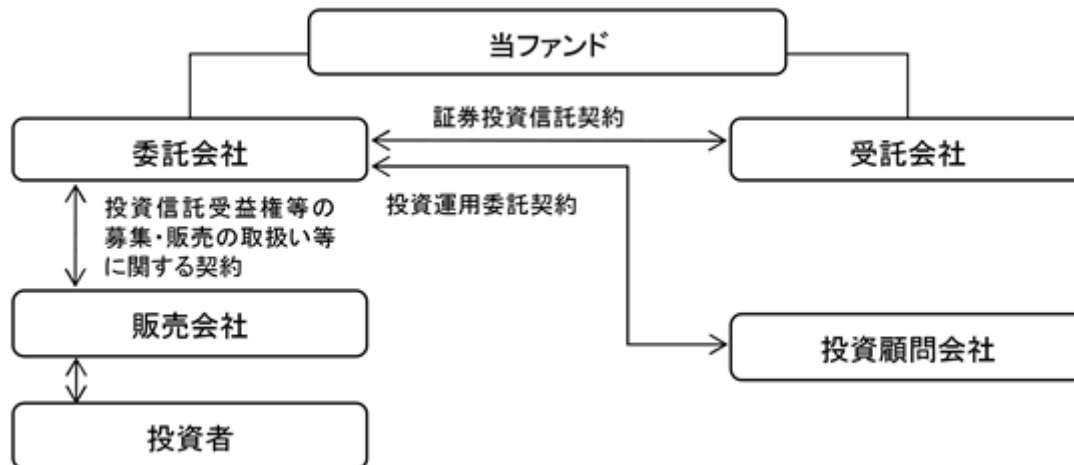 当ファンド
証券投資信託契約
委託会社
受託会社
投資運用委託契約
投資信託受益権等の
募集・販売の取扱い等
に関する契約
販売会社
投資顧問会社
投資者